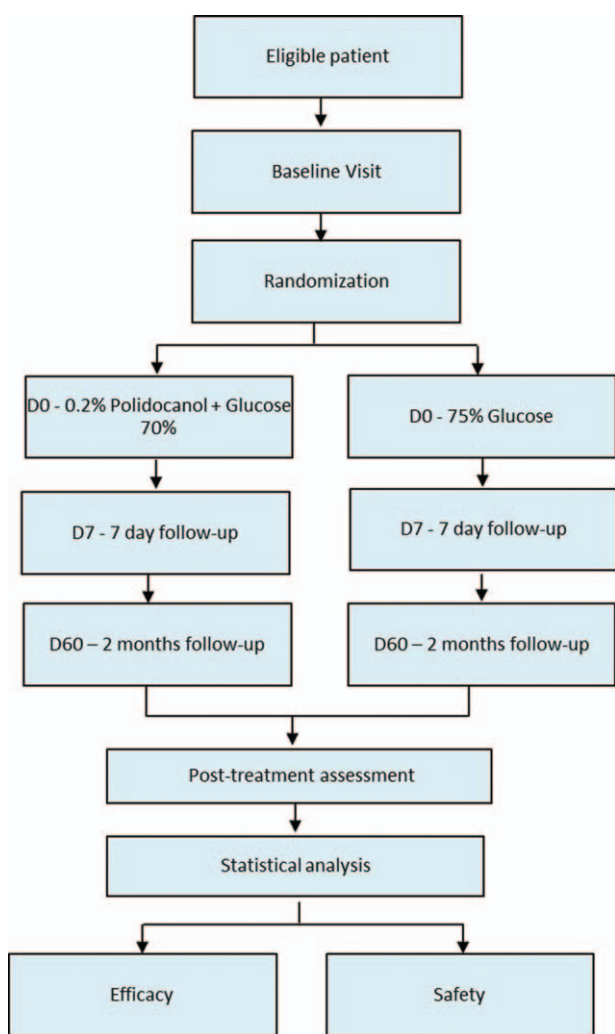 Eligible patient
Baseline Visit
Randomization
D0 - 0.2% Polidocanol + Glucose
70%
D0 - 75% Glucose
D7 - 7 day follow-up
D7 - 7 day follow-up
D60 – 2 months follow-up
D60 – 2 months follow-up
Post-treatment assessment
Statistical analysis
Efficacy
Safety